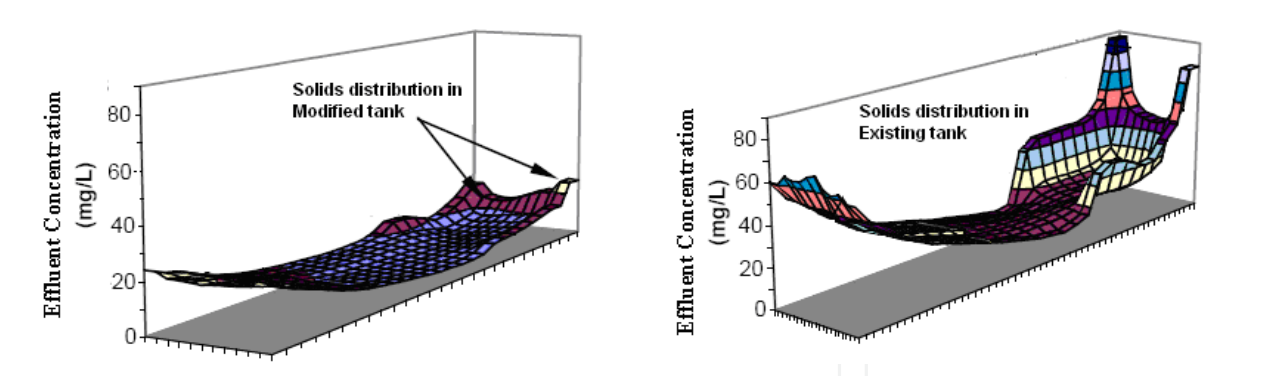 Effluent Concentration
(mg/L)
80
60
40
20
0
Solids distribution in
Modified tank
Effluent Concentration
(mg/L)
80
60
40
20
0
Solids distribution in
Existing tank